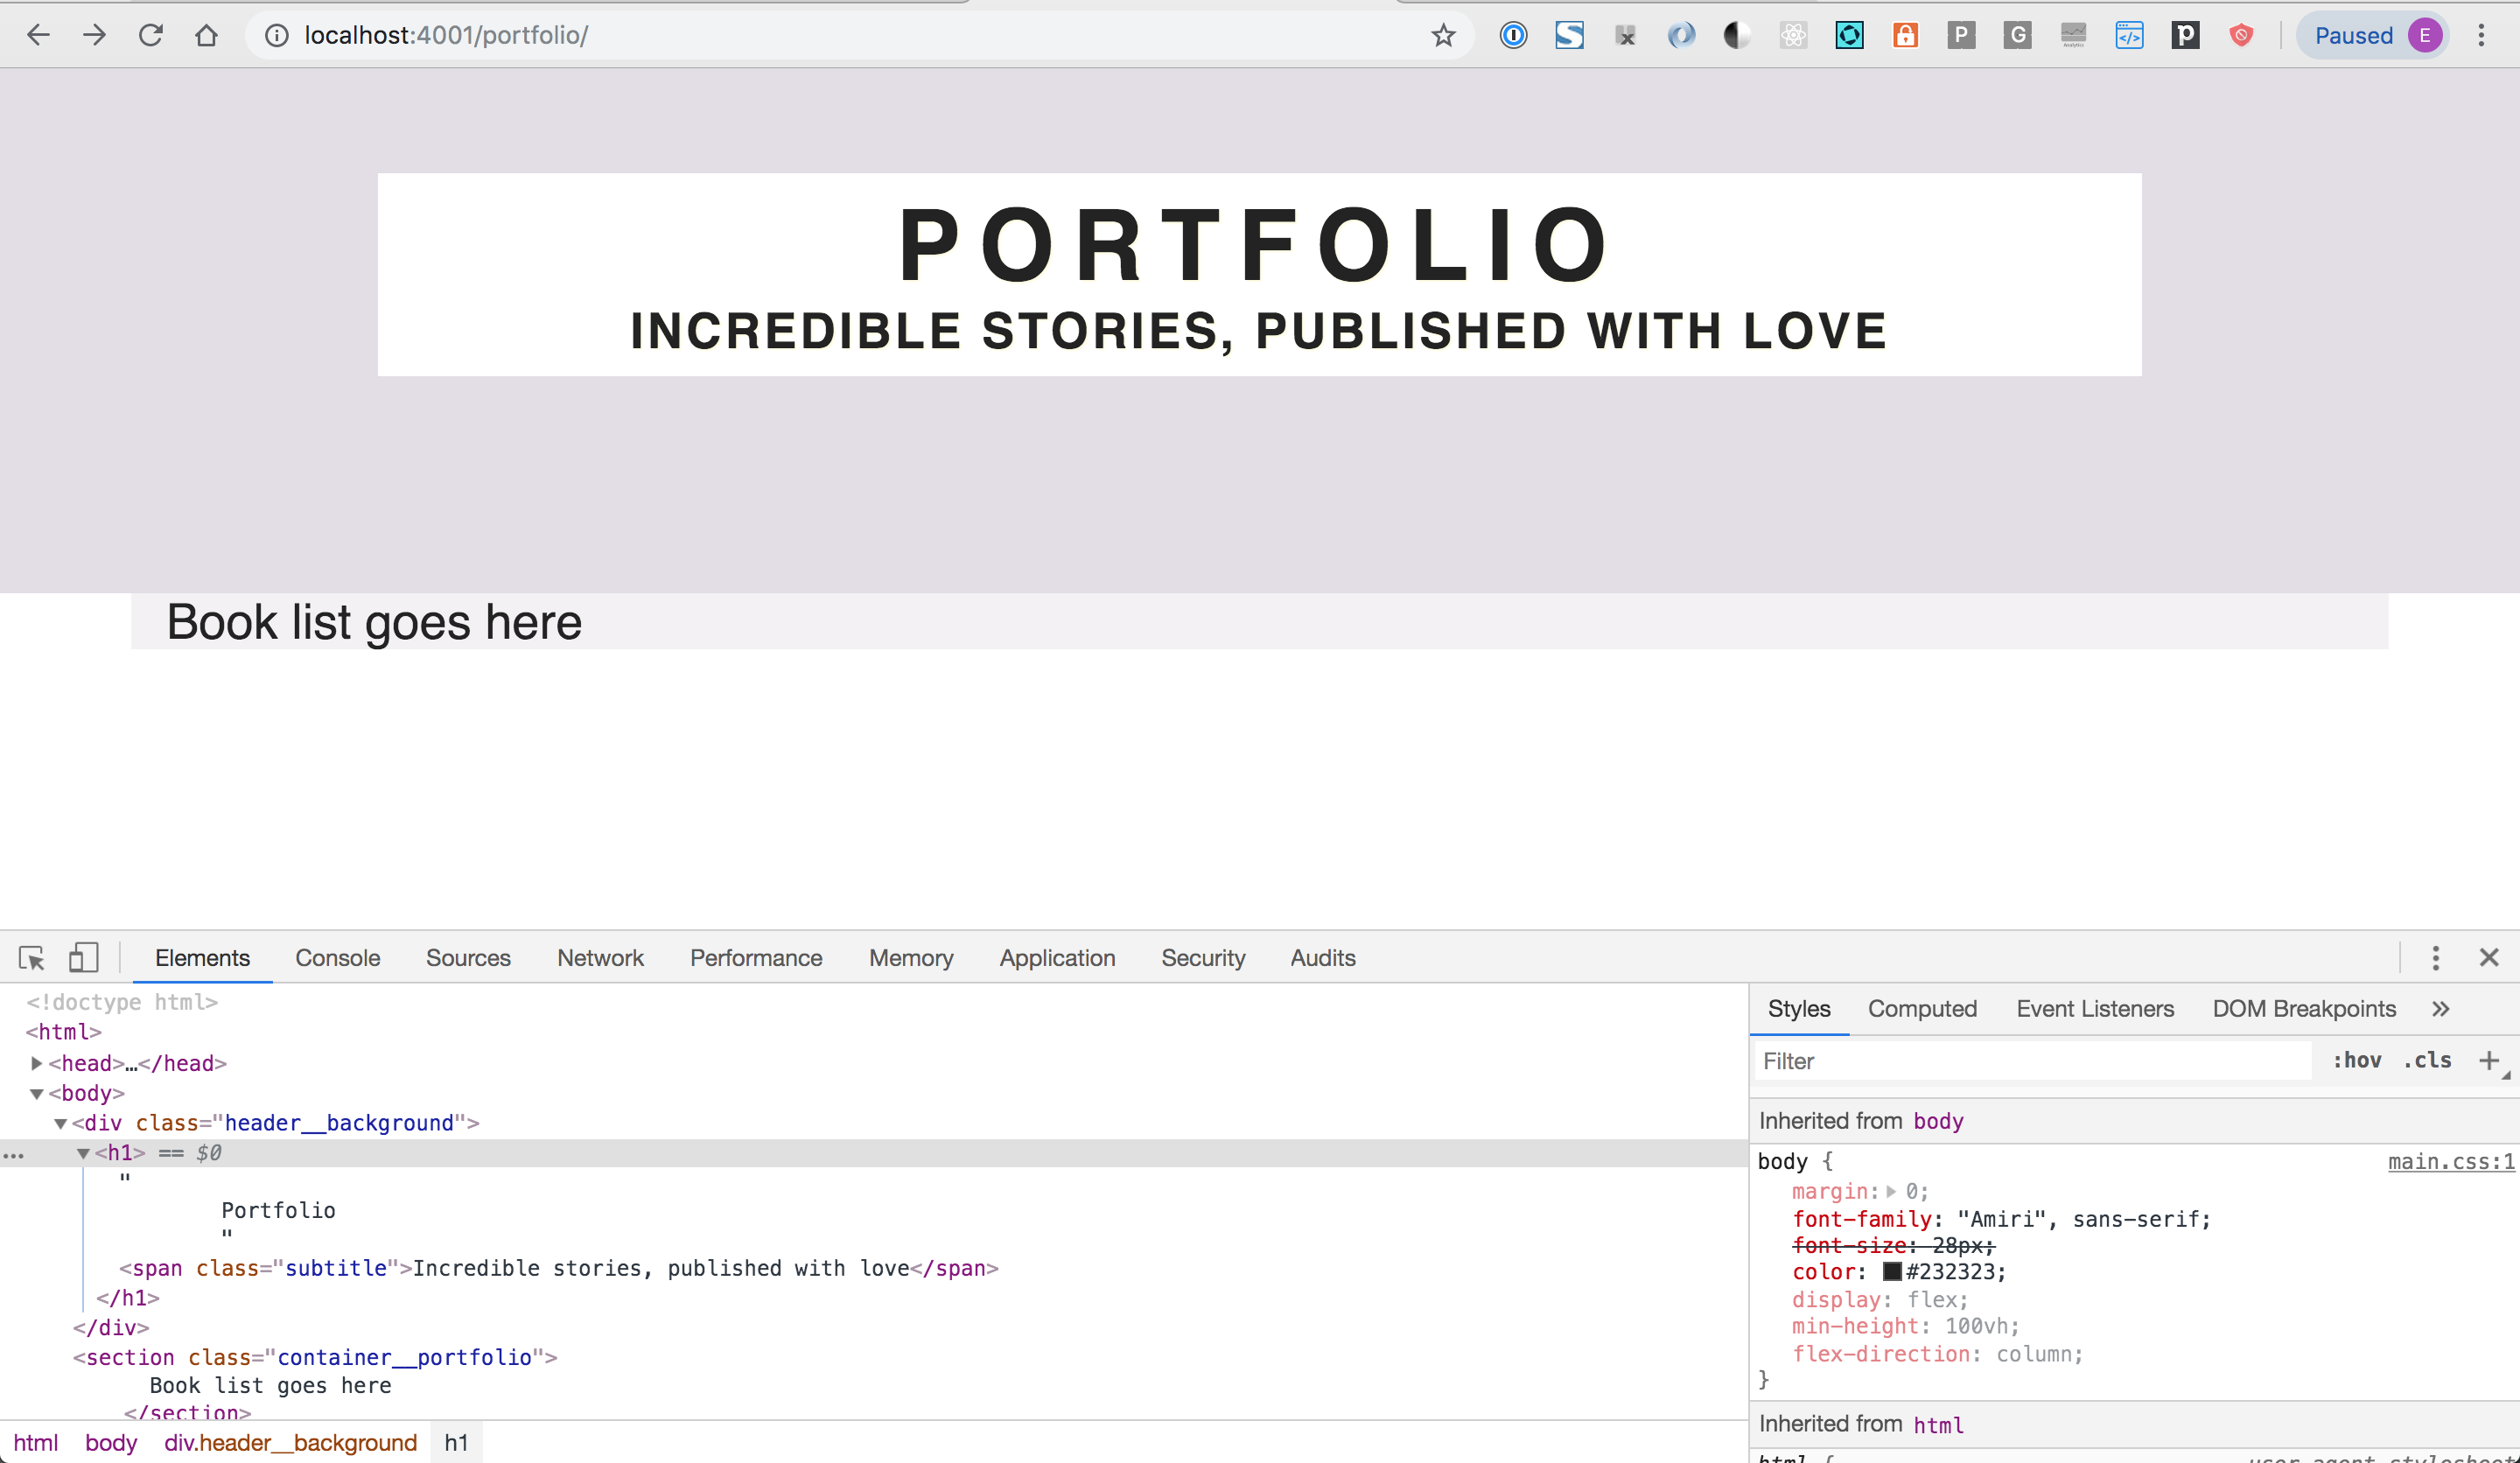 localhost:4001/portfolio/
P
G
Analytics
Paused E
PORTFOLIO
INCREDIBLE STORIES, PUBLISHED WITH LOVE
Book list goes here
Elements Console Sources Network Performance Memory Application Security Audits
<!doctype html>
<html>
<head>…</head>
<body>
<div class="header__background">
… <h1> == $0
"
Portfolio
"
<span class="subtitle">Incredible stories, published with love</span>
</h1>
</div>
<section class="container__portfolio">
Book list goes here
</section>
html body div.header__background h1
Styles Computed Event Listeners DOM Breakpoints »
Filter :hov .cls +
Inherited from body
body { main.css:1
margin: 0;
font-family: "Amiri", sans-serif;
font-size: 28px;
color: #232323;
display: flex;
min-height: 100vh;
flex-direction: column;
}
Inherited from html
html { user agent stylesheet